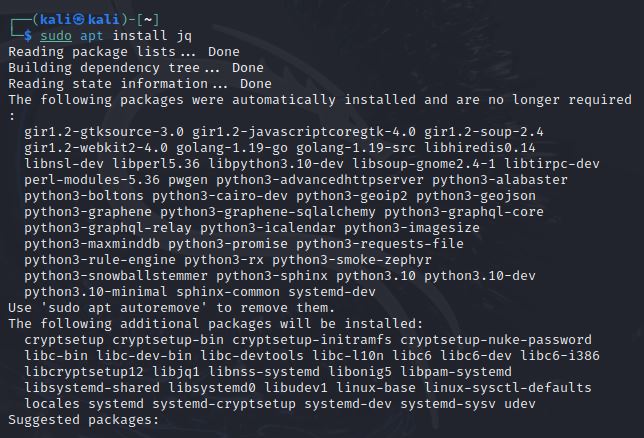 ┌──(kali㉿kali)-[~]
└─$ sudo apt install jq
Reading package lists... Done
Building dependency tree... Done
Reading state information... Done
The following packages were automatically installed and are no longer required
:
  gir1.2-gtksource-3.0 gir1.2-javascriptcoregtk-4.0 gir1.2-soup-2.4
  gir1.2-webkit2-4.0 golang-1.19-go golang-1.19-src libhiredis0.14
  libnsl-dev libperl5.36 libpython3.10-dev libsoup-gnome2.4-1 libtirpc-dev
  perl-modules-5.36 pwgen python3-advancedhttpserver python3-alabaster
  python3-boltons python3-cairo-dev python3-geoip2 python3-geojson
  python3-graphene python3-graphene-sqlalchemy python3-graphql-core
  python3-graphql-relay python3-icalendar python3-imagesize
  python3-maxminddb python3-promise python3-requests-file
  python3-rule-engine python3-rx python3-smoke-zephyr
  python3-snowballstemmer python3-sphinx python3.10 python3.10-dev
  python3.10-minimal sphinx-common systemd-dev
Use 'sudo apt autoremove' to remove them.
The following additional packages will be installed:
  cryptsetup cryptsetup-bin cryptsetup-initramfs cryptsetup-nuke-password
  libc-bin libc-dev-bin libc-devtools libc-l10n libc6 libc6-dev libc6-i386
  libcryptsetup12 libjq1 libnss-systemd libonig5 libpam-systemd
  libsystemd-shared libsystemd0 libudev1 linux-base linux-sysctl-defaults
  locales systemd systemd-cryptsetup systemd-dev systemd-sysv udev
Suggested packages: